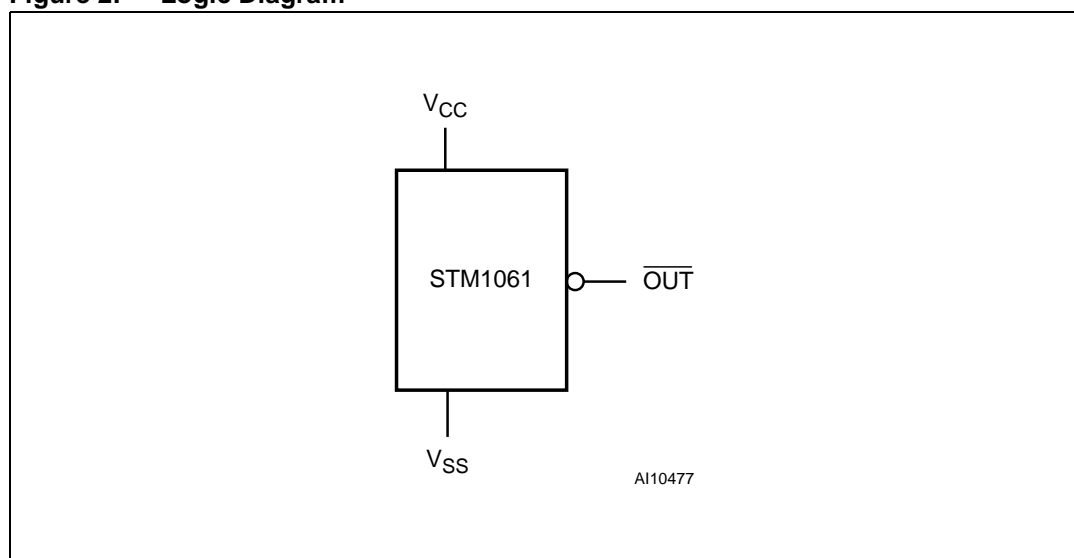 Figure 2. Logic Diagram
VCC
STM1061
OUT
VSS
AI10477